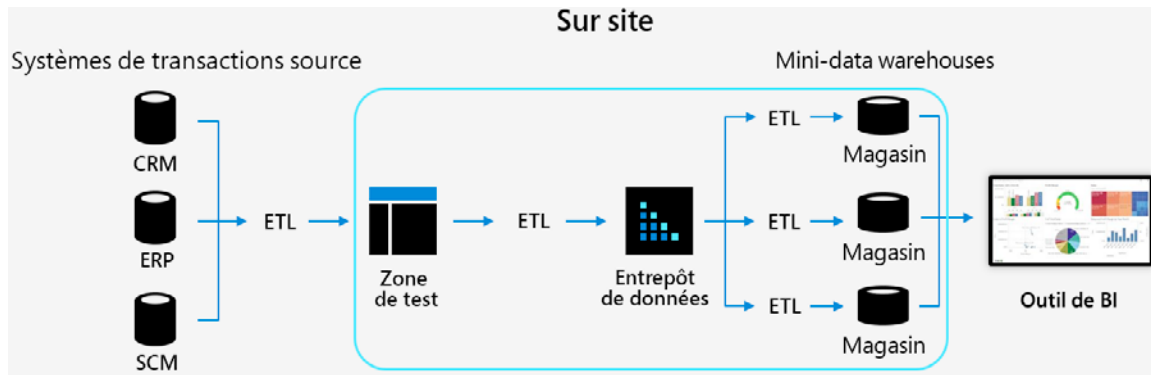 Sur site
Systèmes de transactions source
Mini-data warehouses
CRM
ERP
SCM
ETL
Zone
de test
ETL
Entrepôt
de données
ETL
Magasin
ETL
Magasin
ETL
Magasin
Outil de BI